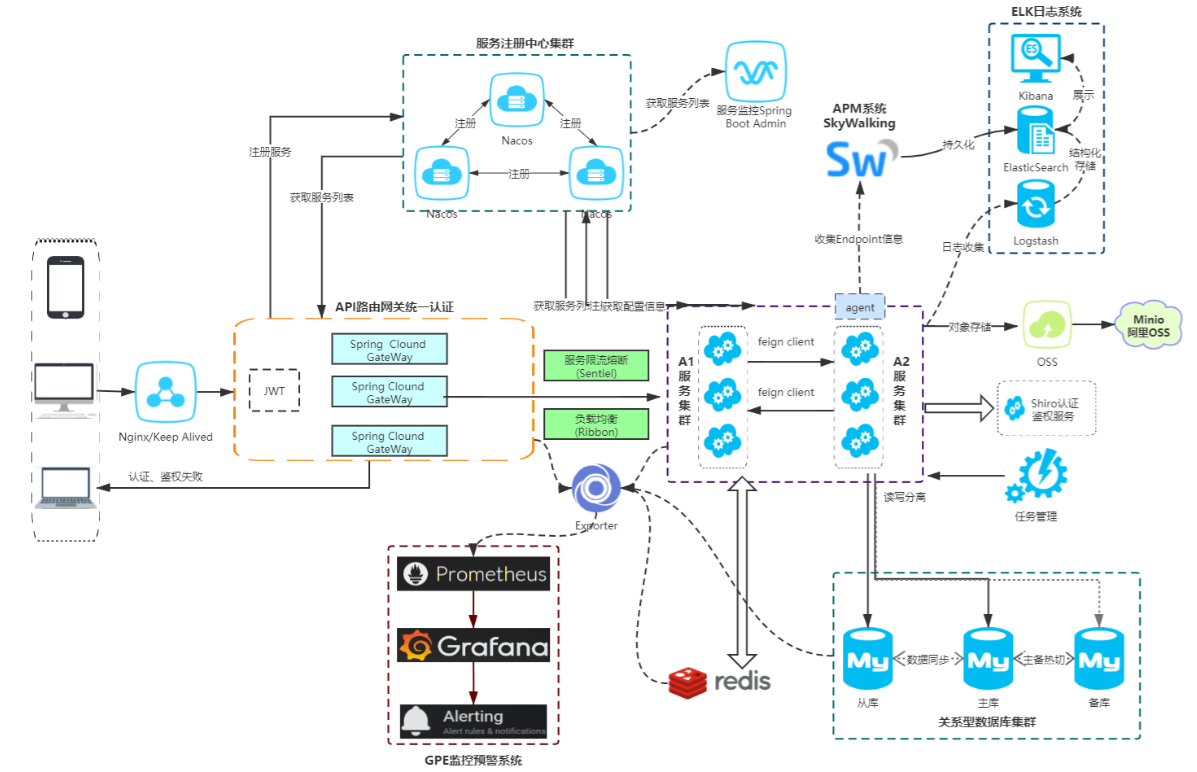 ELK日志系统
服务注册中心集群
ES
Kibana
展示
获取服务列表
服务监控Spring
Boot Admin
APM系统
SkyWalking
Sw
持久化
ElasticSearch
结构化
存储
Logstash
日志收集
注册
注册
Nacos
注册
Nacos
Nacos
注册服务
获取服务列表
收集Endpoint信息
API路由网关统一认证
获取服务列
注册
获取配置信息
agent
对象存储
OSS
Minio
阿里OSS
JWT
Spring Clound
GateWay
Spring Clound
GateWay
Spring Clound
GateWay
服务限流熔断
(Sentiel)
负载均衡
(Ribbon)
A1
服
务
集
群
feign client
feign client
A2
服
务
集
群
Shiro认证
鉴权服务
Nginx/Keep Alived
认证、鉴权失败
Exporter
读写分离
任务管理
Prometheus
Grafana
Alerting
Alert rules & notifications
GPE监控预警系统
redis
My
数据同步
My
主备热切
My
从库
主库
备库
关系型数据库集群